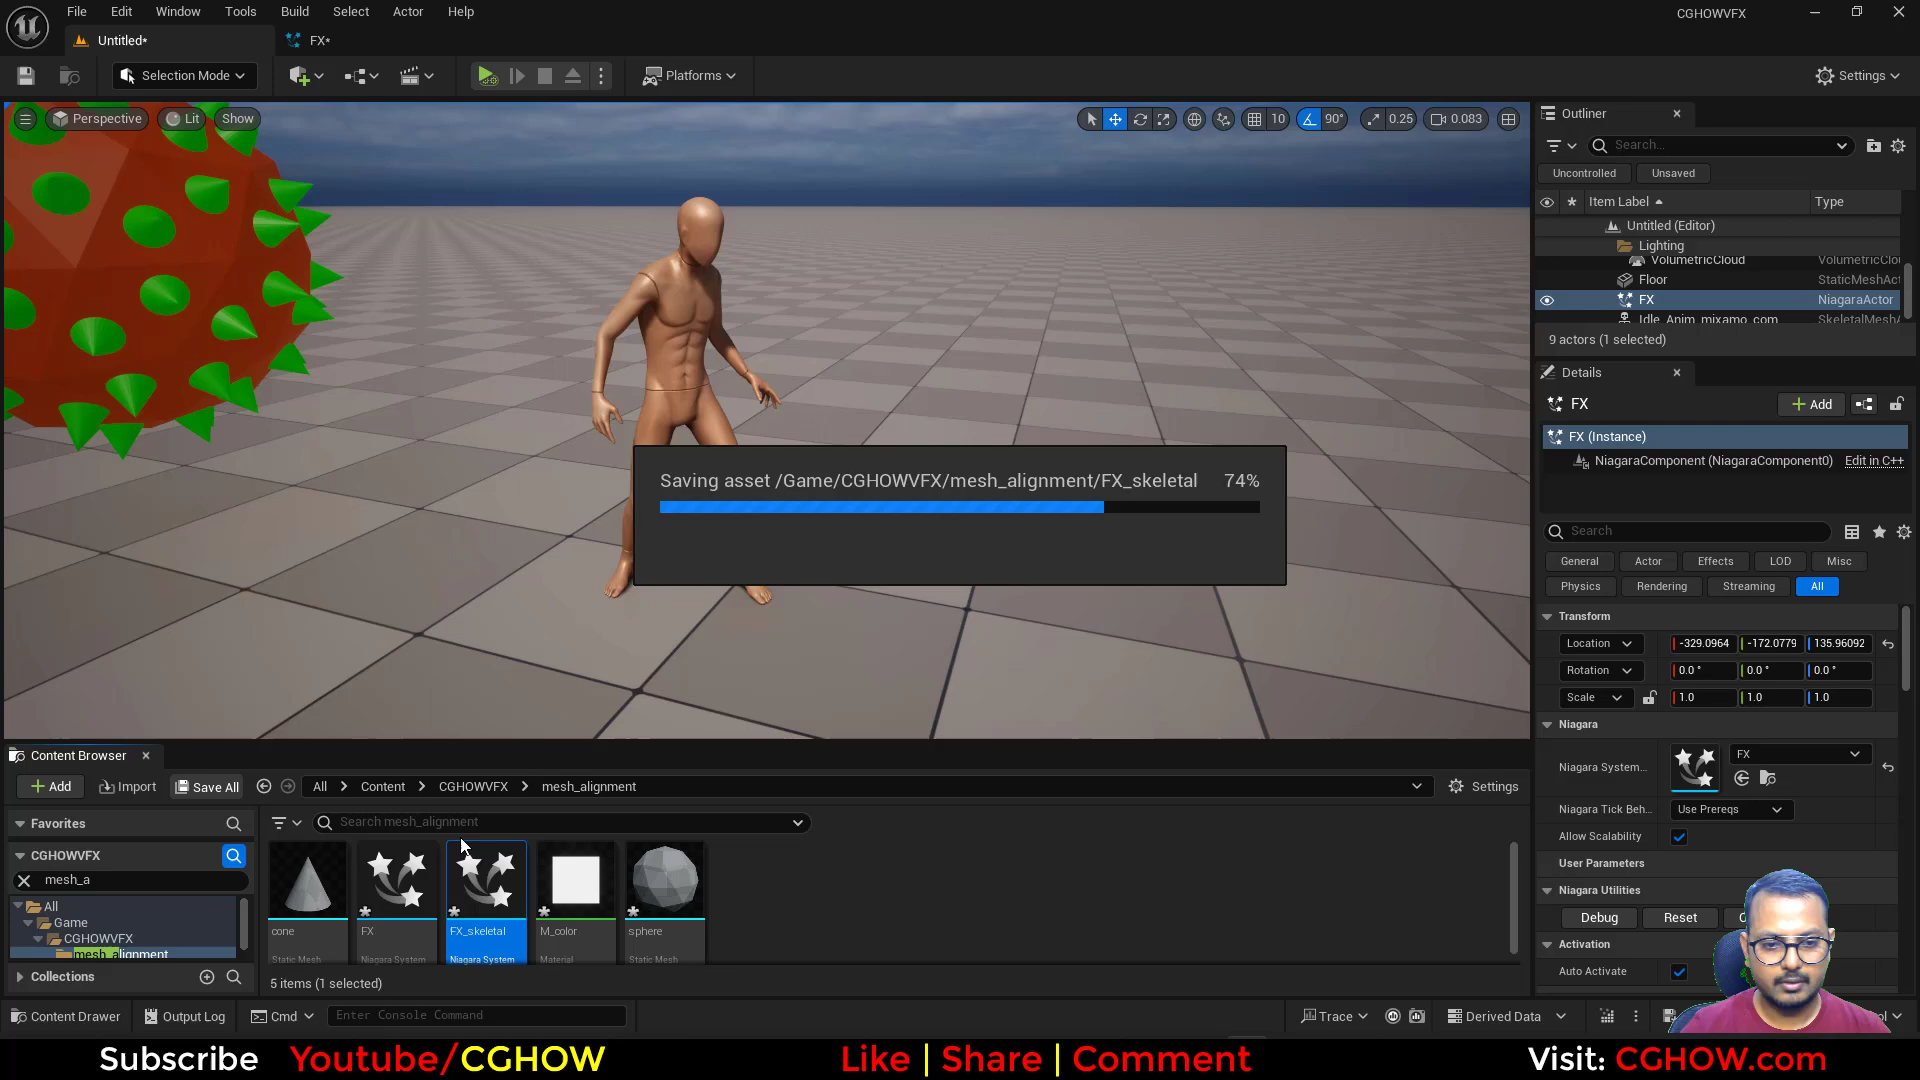 File Edit Window Tools Build Select Actor Help
CGHOWVFX
Untitled*
FX*
Selection Mode
Platforms
Settings
Perspective
Lit
Show
10
90°
0.25
0.083
Outliner
Search...
Uncontrolled
Unsaved
Item Label
Type
Untitled (Editor)
Lighting
VolumetricCloud
VolumetricClou
Floor
StaticMeshAct
FX
NiagaraActor
Idle_Anim_mixamo_com
SkeletalMeshA
9 actors (1 selected)
Details
FX
Add
FX (Instance)
NiagaraComponent (NiagaraComponent0)
Edit in C++
Search
General
Actor
Effects
LOD
Misc
Physics
Rendering
Streaming
All
Transform
Location
-329.0964
-172.0779
135.96092
Rotation
0.0 °
0.0 °
0.0 °
Scale
1.0
1.0
1.0
Niagara
Niagara System...
FX
Niagara Tick Beh...
Use Prereqs
Allow Scalability
User Parameters
Niagara Utilities
Debug
Reset
Activation
Auto Activate
Saving asset /Game/CGHOWVFX/mesh_alignment/FX_skeletal 74%
Content Browser
Add
Import
Save All
All
Content
CGHOWVFX
mesh_alignment
Settings
Favorites
Search mesh_alignment
CGHOWVFX
mesh_a
All
Game
CGHOWVFX
mesh_alignment
Collections
cone
Static Mesh
FX
Niagara System
FX_skeletal
Niagara System
M_color
Material
sphere
Static Mesh
5 items (1 selected)
Content Drawer
Output Log
Cmd
Enter Console Command
Trace
Derived Data
Subscribe Youtube/CGHOW
Like | Share | Comment
Visit: CGHOW.com